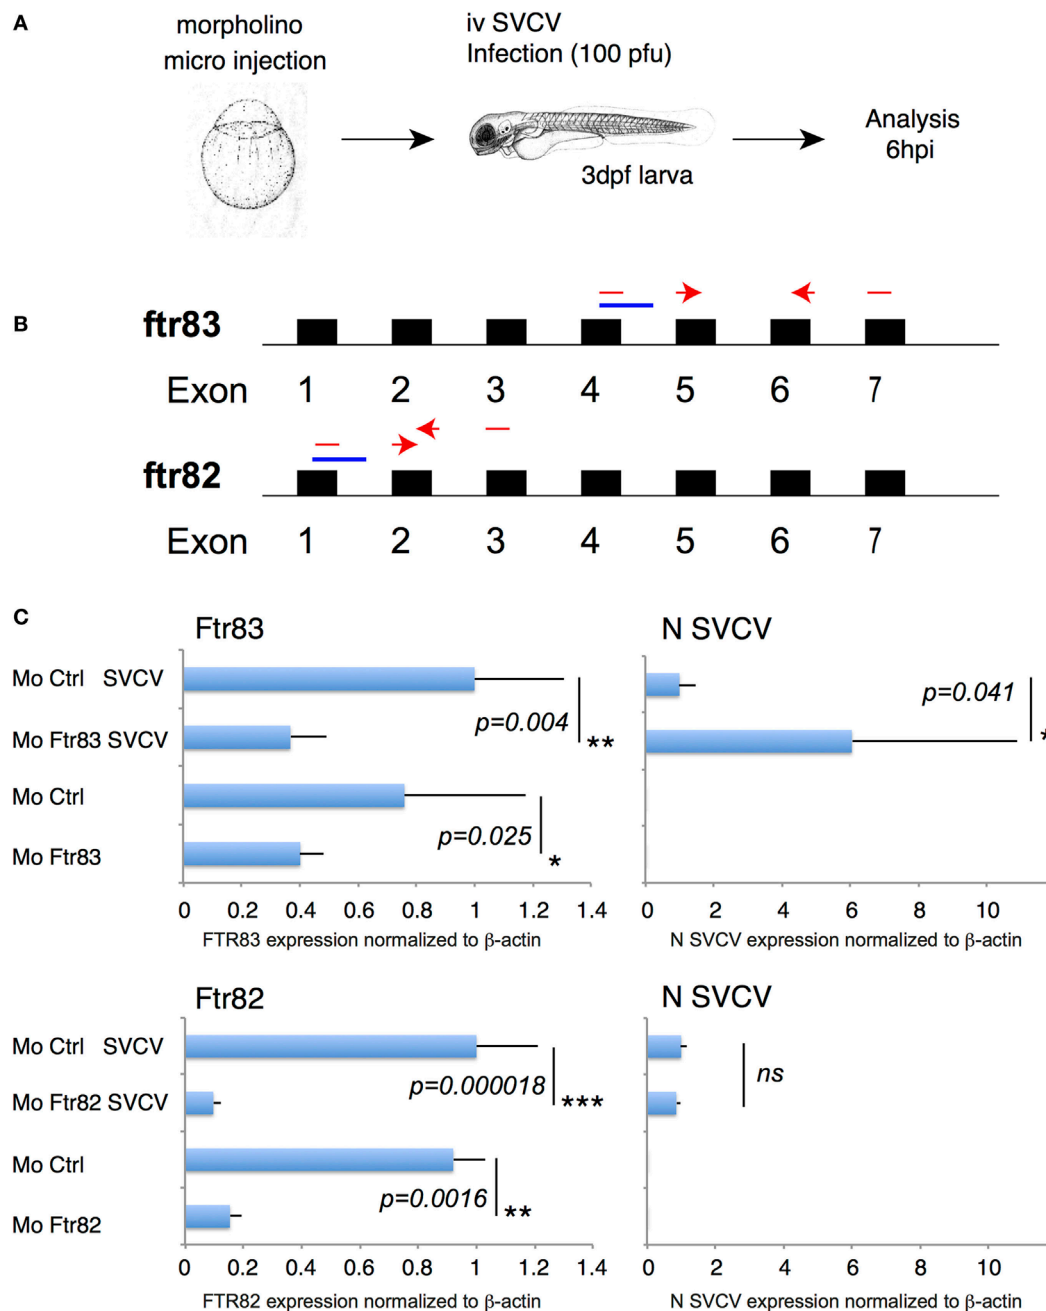 A
morpholino
micro injection
iv SVCV
Infection (100 pfu)
3dpf larva
Analysis
6hpi
B
ftr83
Exon 1 2 3 4 5 6 7
ftr82
Exon 1 2 3 4 5 6 7
C
Ftr83
Mo Ctrl SVCV
Mo Ftr83 SVCV
Mo Ctrl
Mo Ftr83
p=0.004
**
p=0.025
*
0 0.2 0.4 0.6 0.8 1 1.2 1.4
FTR83 expression normalized to β-actin
N SVCV
p=0.041
*
0 2 4 6 8 10
N SVCV expression normalized to β-actin
Ftr82
Mo Ctrl SVCV
Mo Ftr82 SVCV
Mo Ctrl
Mo Ftr82
p=0.000018
***
p=0.0016
**
0 0.2 0.4 0.6 0.8 1 1.2 1.4
FTR82 expression normalized to β-actin
N SVCV
ns
0 2 4 6 8 10
N SVCV expression normalized to β-actin